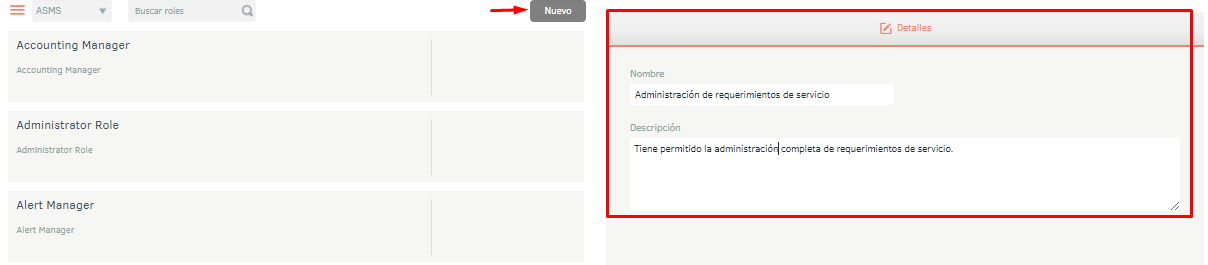 ASMS
Buscar roles
Nuevo
Accounting Manager
Accounting Manager
Administrator Role
Administrator Role
Alert Manager
Alert Manager
Detalles
Nombre
Administración de requerimientos de servicio
Descripción
Tiene permitido la administración completa de requerimientos de servicio.